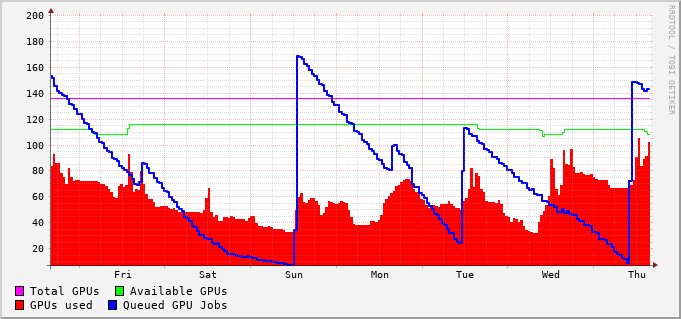 200
180
160
140
120
100
80
60
40
20
Fri Sat Sun Mon Tue Wed Thu
Total GPUs Available GPUs
GPUs used Queued GPU Jobs
RRDTOOL / TOBI OETIKER